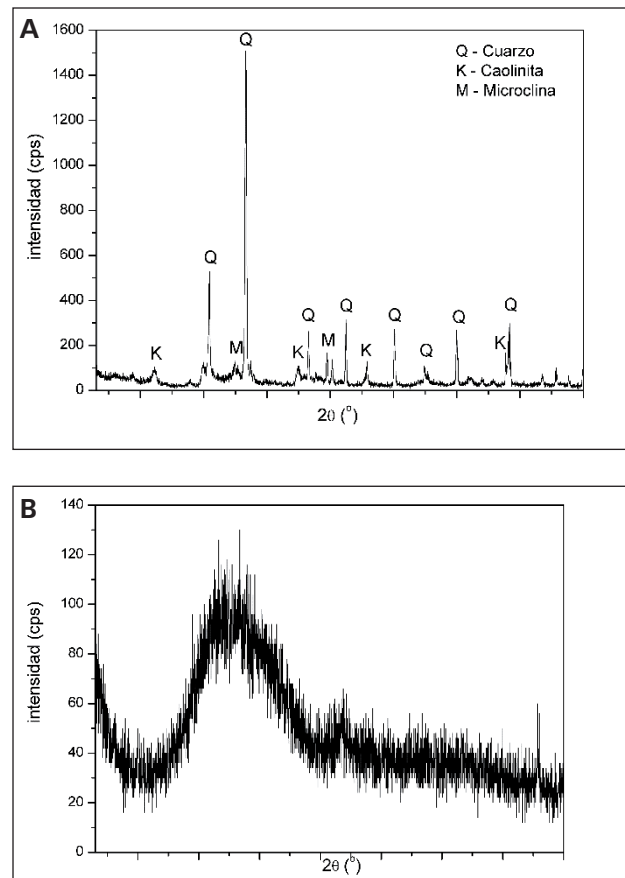 A
1600
1400
1200
1000
800
600
400
200
0
intensidad (cps)
Q - Cuarzo
K - Caolinita
M - Microclina
Q
Q
K
M
K
Q
M
Q
K
Q
Q
Q
K
Q
2θ (°)
B
140
120
100
80
60
40
20
0
intensidad (cps)
2θ (°)